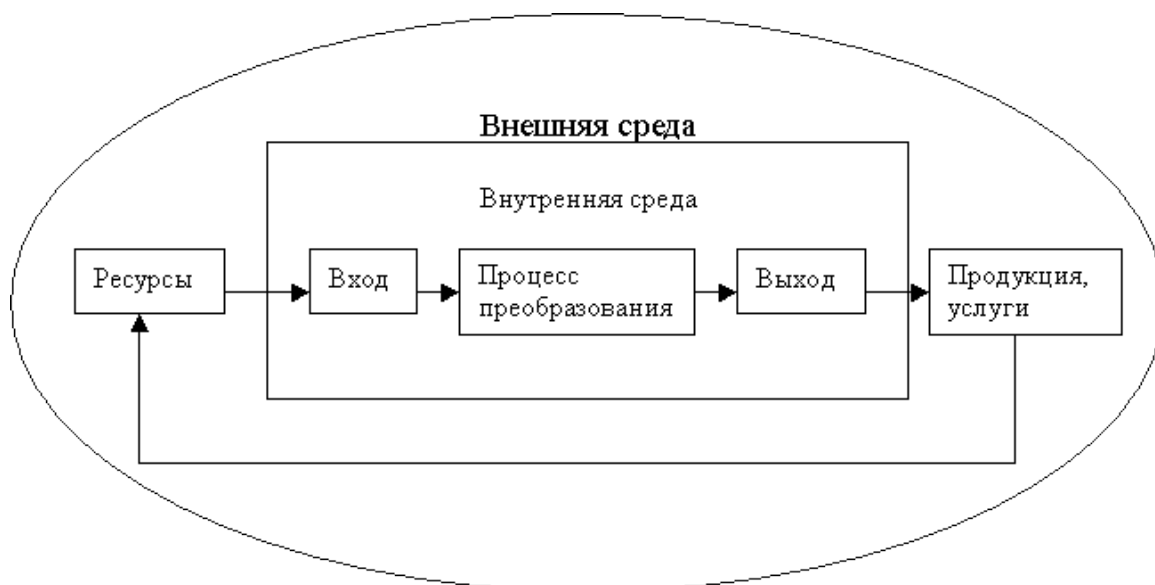 Внешняя среда
Внутренняя среда
Ресурсы
Вход
Процесс
преобразования
Выход
Продукция,
услуги